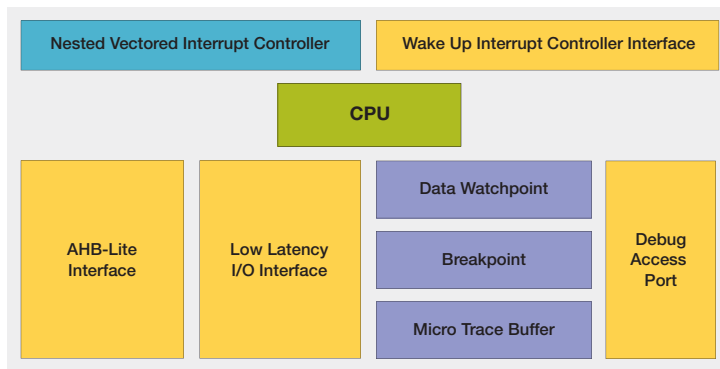 Nested Vectored Interrupt Controller
Wake Up Interrupt Controller Interface
CPU
AHB-Lite
Interface
Low Latency
I/O Interface
Data Watchpoint
Breakpoint
Micro Trace Buffer
Debug
Access
Port